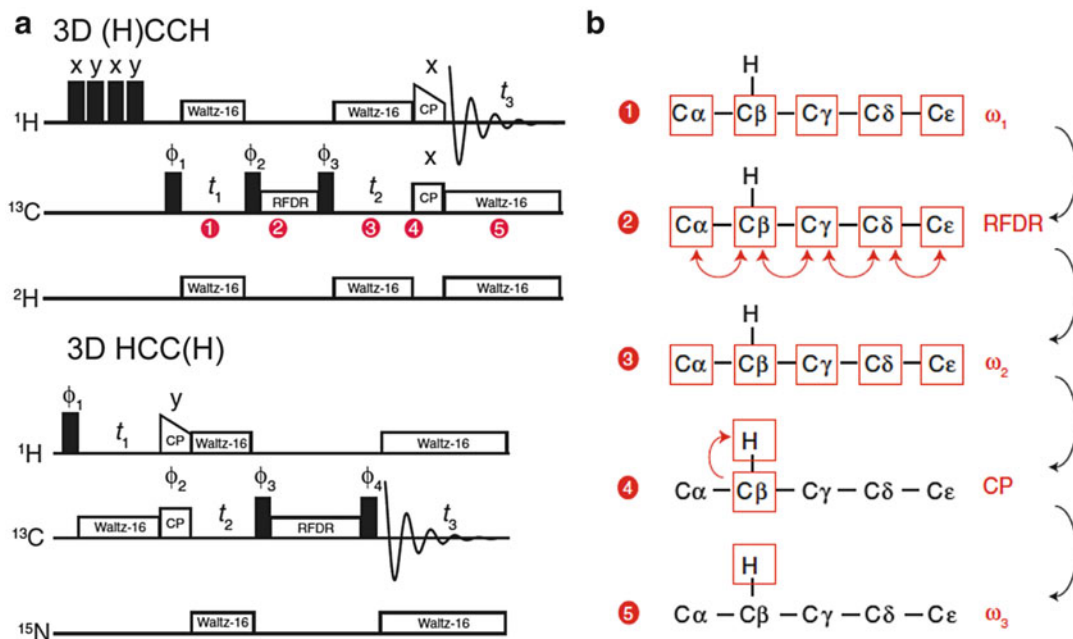 a
3D (H)CCH
x y x y
x
t3
¹H
Waltz-16
Waltz-16
CP
ϕ1
ϕ2
ϕ3
x
t1
t2
¹³C
RFDR
CP
Waltz-16
1
2
3
4
5
²H
Waltz-16
Waltz-16
Waltz-16
3D HCC(H)
ϕ1
y
t1
¹H
CP
Waltz-16
Waltz-16
ϕ2
ϕ3
ϕ4
t2
t3
¹³C
Waltz-16
CP
RFDR
¹⁵N
Waltz-16
Waltz-16
b
H
1 Cα Cβ Cγ Cδ Cε ω1
H
2 Cα Cβ Cγ Cδ Cε RFDR
H
3 Cα Cβ Cγ Cδ Cε ω2
H
4 Cα Cβ Cγ Cδ Cε CP
H
5 Cα Cβ Cγ Cδ Cε ω3